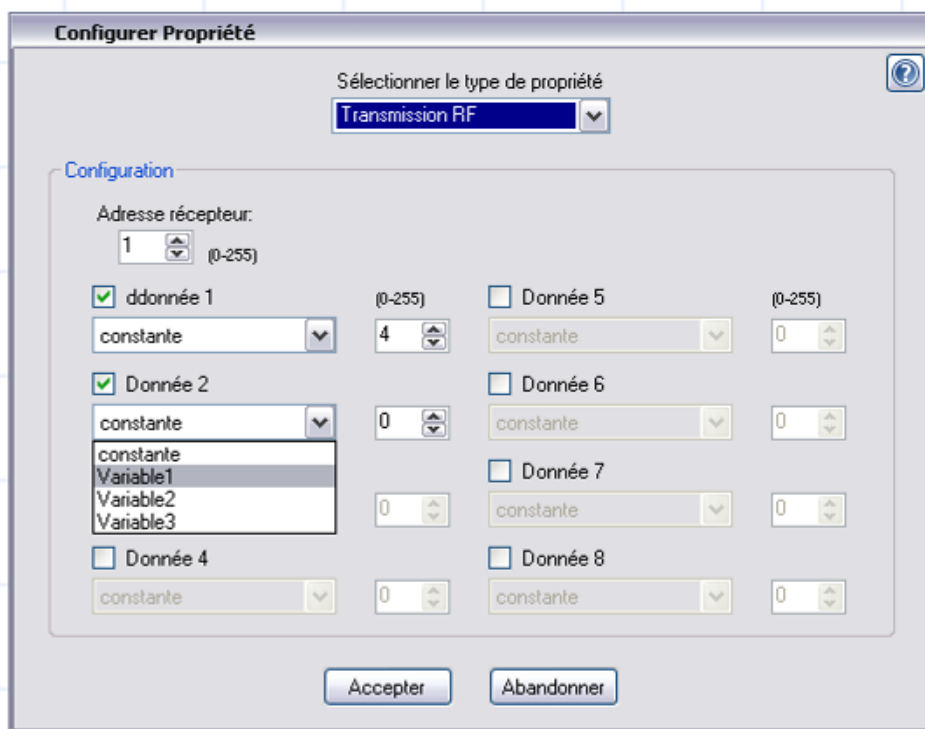 Configurer Propriété
Sélectionner le type de propriété
Transmission RF
Configuration
Adresse récepteur:
1
(0-255)
ddonnée 1
(0-255)
constante
4
Donnée 2
constante
0
constante
Variable1
Variable2
Variable3
0
Donnée 4
constante
0
Donnée 5
(0-255)
constante
0
Donnée 6
constante
0
Donnée 7
constante
0
Donnée 8
constante
0
Accepter
Abandonner